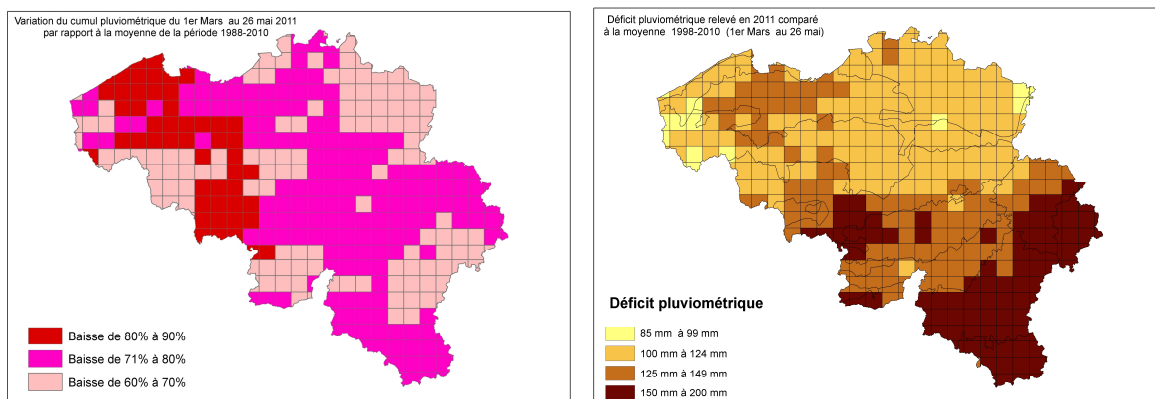 Variation du cumul pluviométrique du 1er Mars au 26 mai 2011
par rapport à la moyenne de la période 1988-2010
Baisse de 80% à 90%
Baisse de 71% à 80%
Baisse de 60% à 70%
Déficit pluviométrique relevé en 2011 comparé
à la moyenne 1998-2010 (1er Mars au 26 mai)
Déficit pluviométrique
85 mm à 99 mm
100 mm à 124 mm
125 mm à 149 mm
150 mm à 200 mm